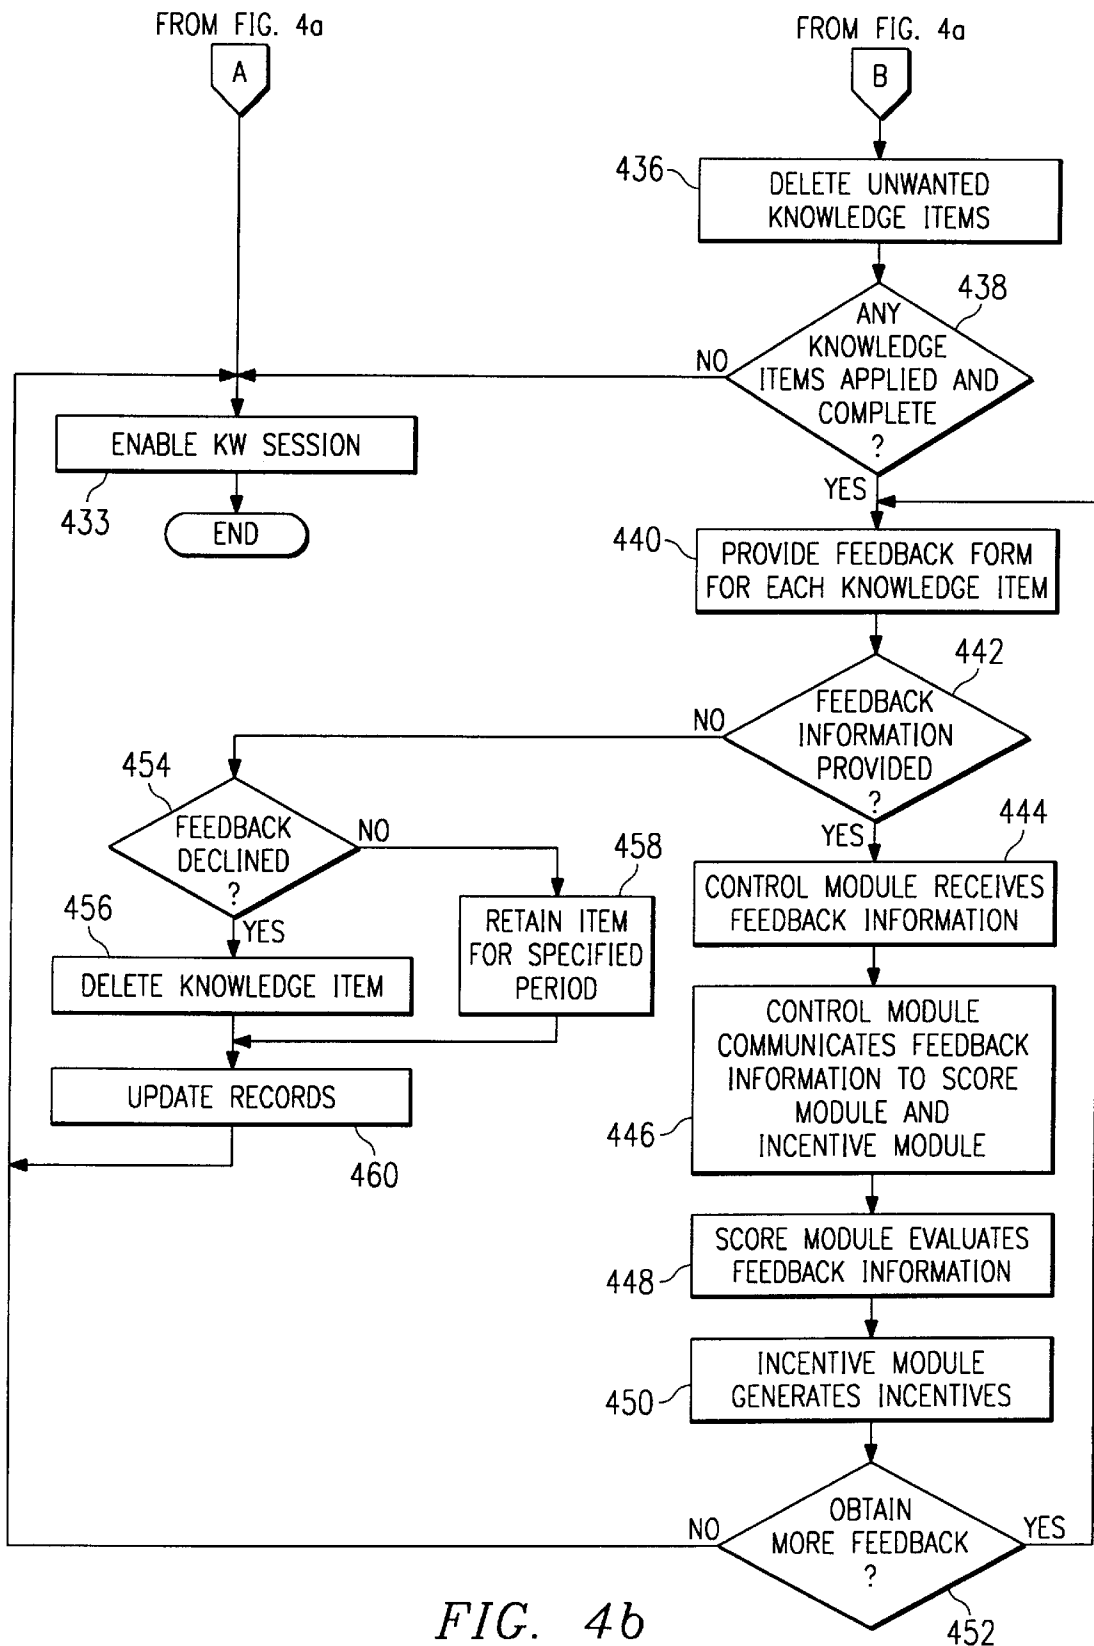 FROM FIG. 4a
A
FROM FIG. 4a
B
436
DELETE UNWANTED
KNOWLEDGE ITEMS
438
ANY
KNOWLEDGE
ITEMS APPLIED AND
COMPLETE
?
NO
YES
ENABLE KW SESSION
433
END
440
PROVIDE FEEDBACK FORM
FOR EACH KNOWLEDGE ITEM
442
FEEDBACK
INFORMATION
PROVIDED
?
NO
YES
454
FEEDBACK
DECLINED
?
NO
YES
458
RETAIN ITEM
FOR SPECIFIED
PERIOD
456
DELETE KNOWLEDGE ITEM
UPDATE RECORDS
460
444
CONTROL MODULE RECEIVES
FEEDBACK INFORMATION
CONTROL MODULE
COMMUNICATES FEEDBACK
INFORMATION TO SCORE
MODULE AND
INCENTIVE MODULE
446
SCORE MODULE EVALUATES
FEEDBACK INFORMATION
448
INCENTIVE MODULE
GENERATES INCENTIVES
450
OBTAIN
MORE FEEDBACK
?
NO
YES
452
FIG. 4b